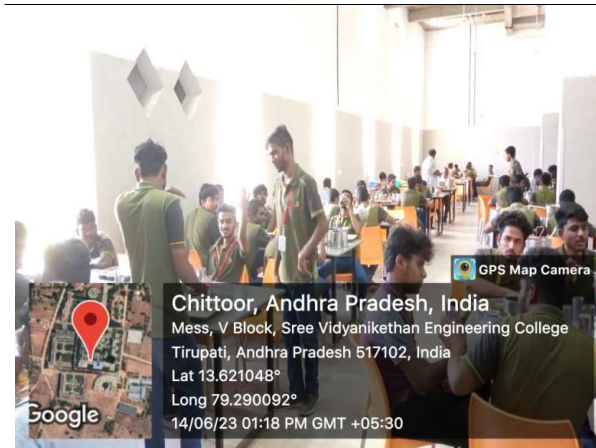 GPS Map Camera
Chittoor, Andhra Pradesh, India
Mess, V Block, Sree Vidyanikethan Engineering College
Tirupati, Andhra Pradesh 517102, India
Lat 13.621048°
Long 79.290092°
14/06/23 01:18 PM GMT +05:30
Google